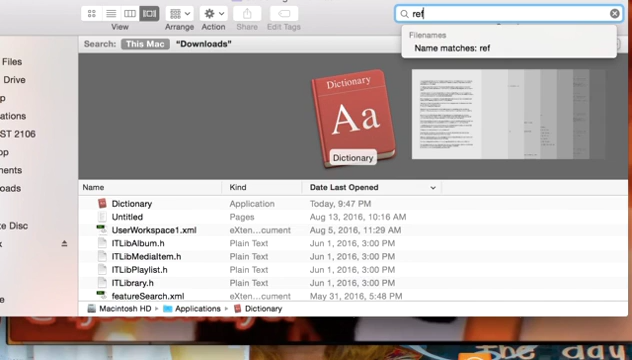 ref
View
Arrange
Action
Share
Edit Tags
Filenames
Name matches: ref
Search: This Mac "Downloads"
Files
Drive
ST 2106
Dictionary
Aa
Dictionary
Name Kind Date Last Opened
Dictionary Application Today, 9:47 PM
Untitled Pages Aug 13, 2016, 10:16 AM
UserWorkspace1.xml eXten...cument Aug 5, 2016, 11:29 AM
ITLibAlbum.h Plain Text Jun 1, 2016, 3:00 PM
ITLibMediaItem.h Plain Text Jun 1, 2016, 3:00 PM
ITLibPlaylist.h Plain Text Jun 1, 2016, 3:00 PM
ITLibrary.h Plain Text Jun 1, 2016, 3:00 PM
featureSearch.xml eXten...cument May 31, 2016, 5:48 PM
Macintosh HD Applications Dictionary